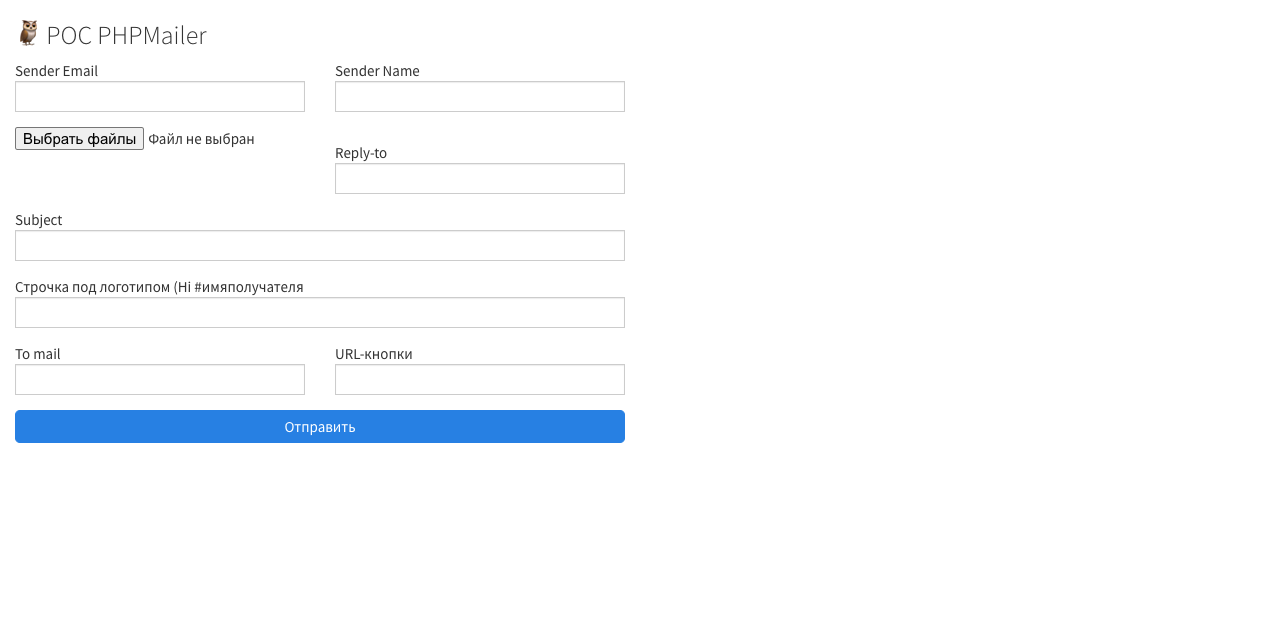 POC PHPMailer
Sender Email
Sender Name
Выбрать файлы Файл не выбран
Reply-to
Subject
Строчка под логотипом (Hi #имяполучателя
To mail
URL-кнопки
Отправить